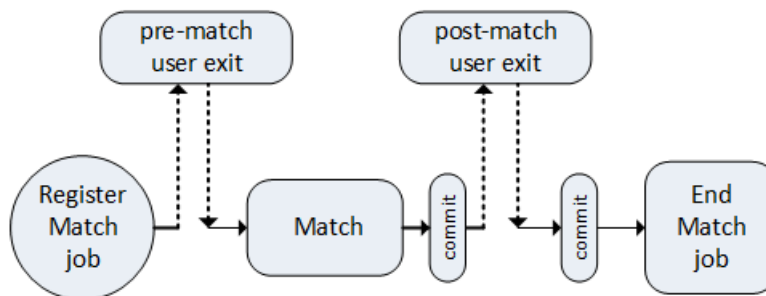 pre-match
user exit
post-match
user exit
Register
Match
job
Match
commit
commit
End
Match
job